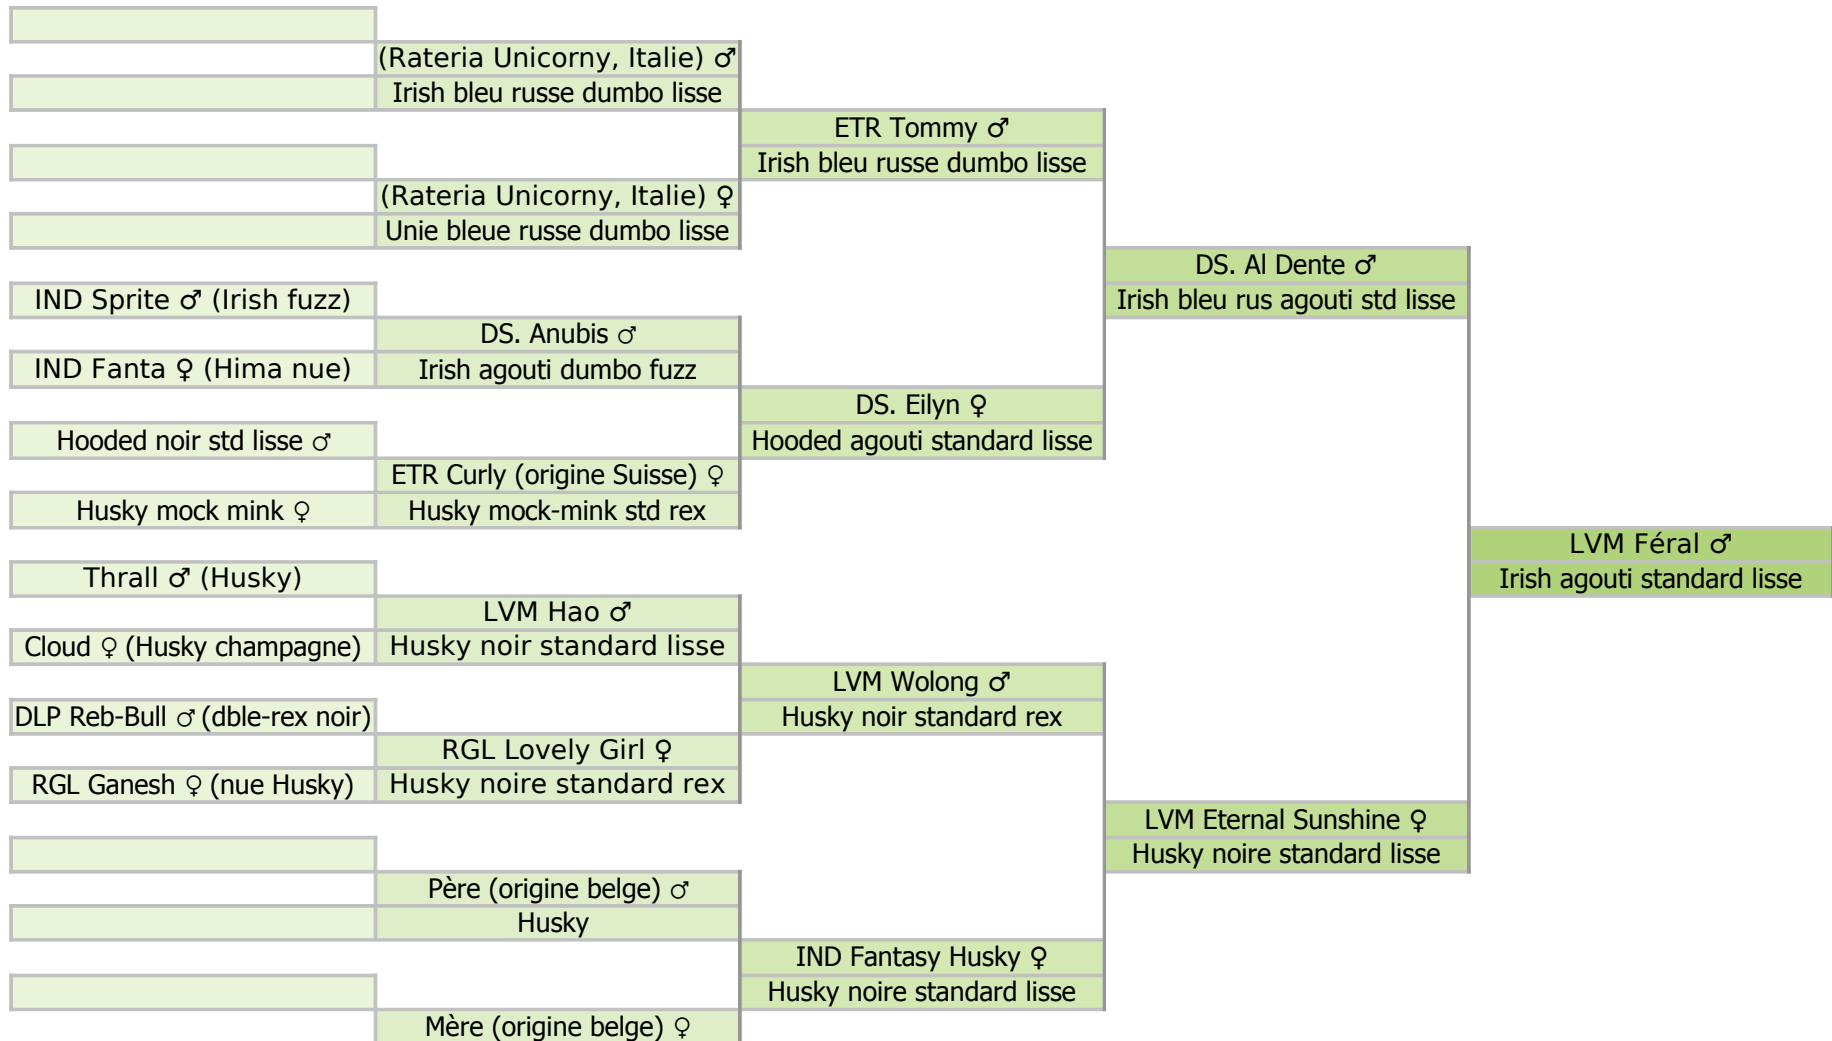 (Rateria Unicorny, Italie) ♂
Irish bleu russe dumbo lisse
ETR Tommy ♂
Irish bleu russe dumbo lisse
(Rateria Unicorny, Italie) ♀
Unie bleue russe dumbo lisse
DS. Al Dente ♂
IND Sprite ♂ (Irish fuzz)
Irish bleu rus agouti std lisse
DS. Anubis ♂
IND Fanta ♀ (Hima nue)
Irish agouti dumbo fuzz
DS. Eilyn ♀
Hooded noir std lisse ♂
Hooded agouti standard lisse
ETR Curly (origine Suisse) ♀
Husky mock mink ♀
Husky mock-mink std rex
LVM Féral ♂
Thrall ♂ (Husky)
Irish agouti standard lisse
LVM Hao ♂
Cloud ♀ (Husky champagne)
Husky noir standard lisse
LVM Wolong ♂
DLP Reb-Bull ♂ (dble-rex noir)
Husky noir standard rex
RGL Lovely Girl ♀
RGL Ganesh ♀ (nue Husky)
Husky noire standard rex
LVM Eternal Sunshine ♀
Husky noire standard lisse
Père (origine belge) ♂
Husky
IND Fantasy Husky ♀
Husky noire standard lisse
Mère (origine belge) ♀